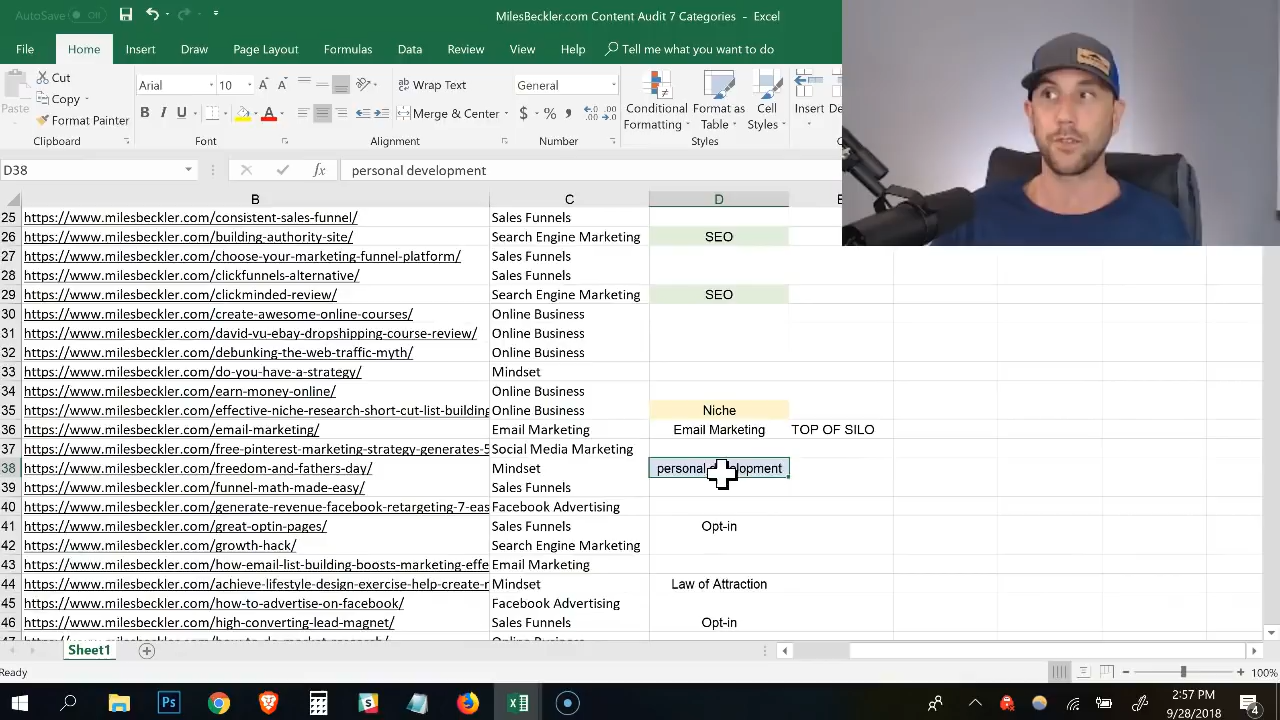 AutoSave Off
MilesBeckler.com Content Audit 7 Categories - Excel
File Home Insert Draw Page Layout Formulas Data Review View Help Tell me what you want to do
Paste
Cut
Copy
Format Painter
Clipboard
Arial 10
B I U
Font
Wrap Text
Merge & Center
Alignment
General
$ % ,
Number
Conditional Formatting
Format as Table
Cell Styles
Styles
Insert
D38 fx personal development
B C D
25 https://www.milesbeckler.com/consistent-sales-funnel/ Sales Funnels
26 https://www.milesbeckler.com/building-authority-site/ Search Engine Marketing SEO
27 https://www.milesbeckler.com/choose-your-marketing-funnel-platform/ Sales Funnels
28 https://www.milesbeckler.com/clickfunnels-alternative/ Sales Funnels
29 https://www.milesbeckler.com/clickminded-review/ Search Engine Marketing SEO
30 https://www.milesbeckler.com/create-awesome-online-courses/ Online Business
31 https://www.milesbeckler.com/david-vu-ebay-dropshipping-course-review/ Online Business
32 https://www.milesbeckler.com/debunking-the-web-traffic-myth/ Online Business
33 https://www.milesbeckler.com/do-you-have-a-strategy/ Mindset
34 https://www.milesbeckler.com/earn-money-online/ Online Business
35 https://www.milesbeckler.com/effective-niche-research-short-cut-list-building Online Business Niche
36 https://www.milesbeckler.com/email-marketing/ Email Marketing Email Marketing TOP OF SILO
37 https://www.milesbeckler.com/free-pinterest-marketing-strategy-generates-5 Social Media Marketing
38 https://www.milesbeckler.com/freedom-and-fathers-day/ Mindset personal development
39 https://www.milesbeckler.com/funnel-math-made-easy/ Sales Funnels
40 https://www.milesbeckler.com/generate-revenue-facebook-retargeting-7-eas Facebook Advertising
41 https://www.milesbeckler.com/great-optin-pages/ Sales Funnels Opt-in
42 https://www.milesbeckler.com/growth-hack/ Search Engine Marketing
43 https://www.milesbeckler.com/how-email-list-building-boosts-marketing-effe Email Marketing
44 https://www.milesbeckler.com/achieve-lifestyle-design-exercise-help-create-r Mindset Law of Attraction
45 https://www.milesbeckler.com/how-to-advertise-on-facebook/ Facebook Advertising
46 https://www.milesbeckler.com/high-converting-lead-magnet/ Sales Funnels Opt-in
Sheet1
Ready
100%
2:57 PM
9/28/2018
4